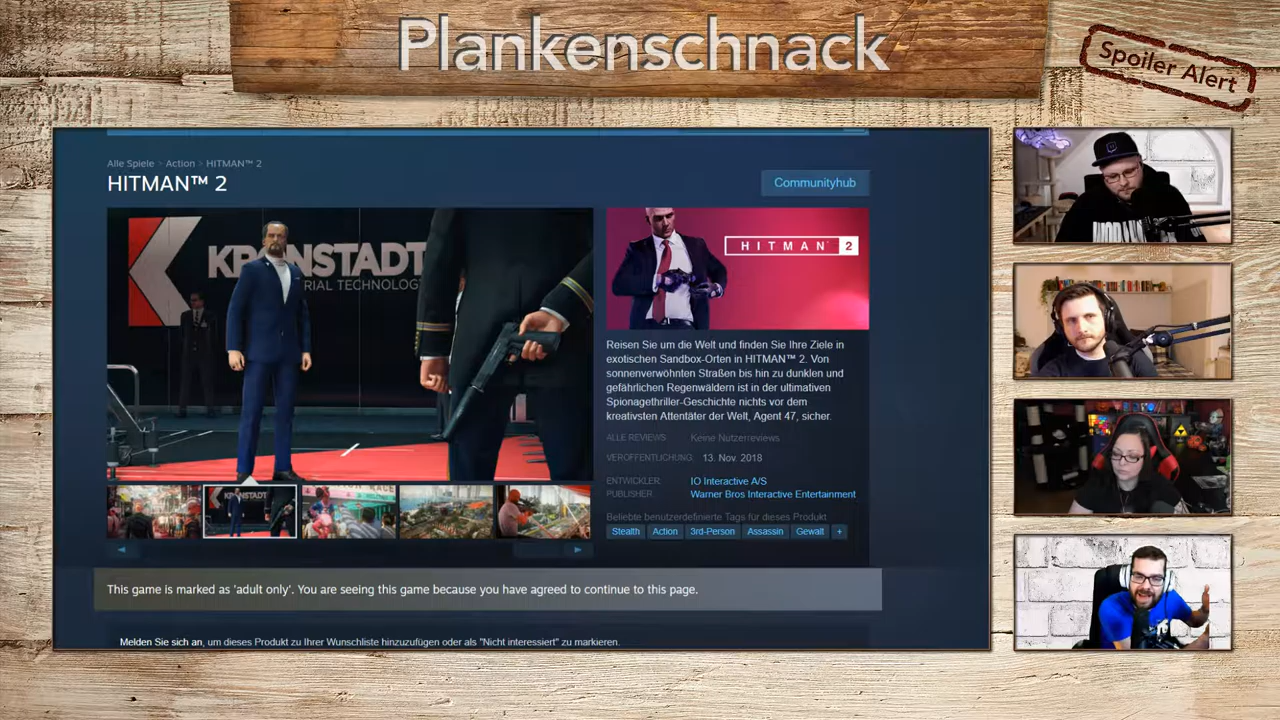 Plankenschnack
Spoiler Alert
Alle Spiele > Action > HITMAN™ 2
HITMAN™ 2
Communityhub
KRONSTADT
RIAL TECHNOLOG
HITMAN 2
Reisen Sie um die Welt und finden Sie Ihre Ziele in
exotischen Sandbox-Orten in HITMAN™ 2. Von
sonnenverwöhnten Straßen bis hin zu dunklen und
gefährlichen Regenwäldern ist in der ultimativen
Spionagethriller-Geschichte nichts vor dem
kreativsten Attentäter der Welt, Agent 47, sicher.
ALLE REVIEWS: Keine Nutzerreviews
VERÖFFENTLICHUNG: 13. Nov. 2018
ENTWICKLER: IO Interactive A/S
PUBLISHER: Warner Bros Interactive Entertainment
Beliebte benutzerdefinierte Tags für dieses Produkt:
Stealth Action 3rd-Person Assassin Gewalt +
This game is marked as 'adult only'. You are seeing this game because you have agreed to continue to this page.
Melden Sie sich an, um dieses Produkt zu Ihrer Wunschliste hinzuzufügen oder als "Nicht interessiert" zu markieren.